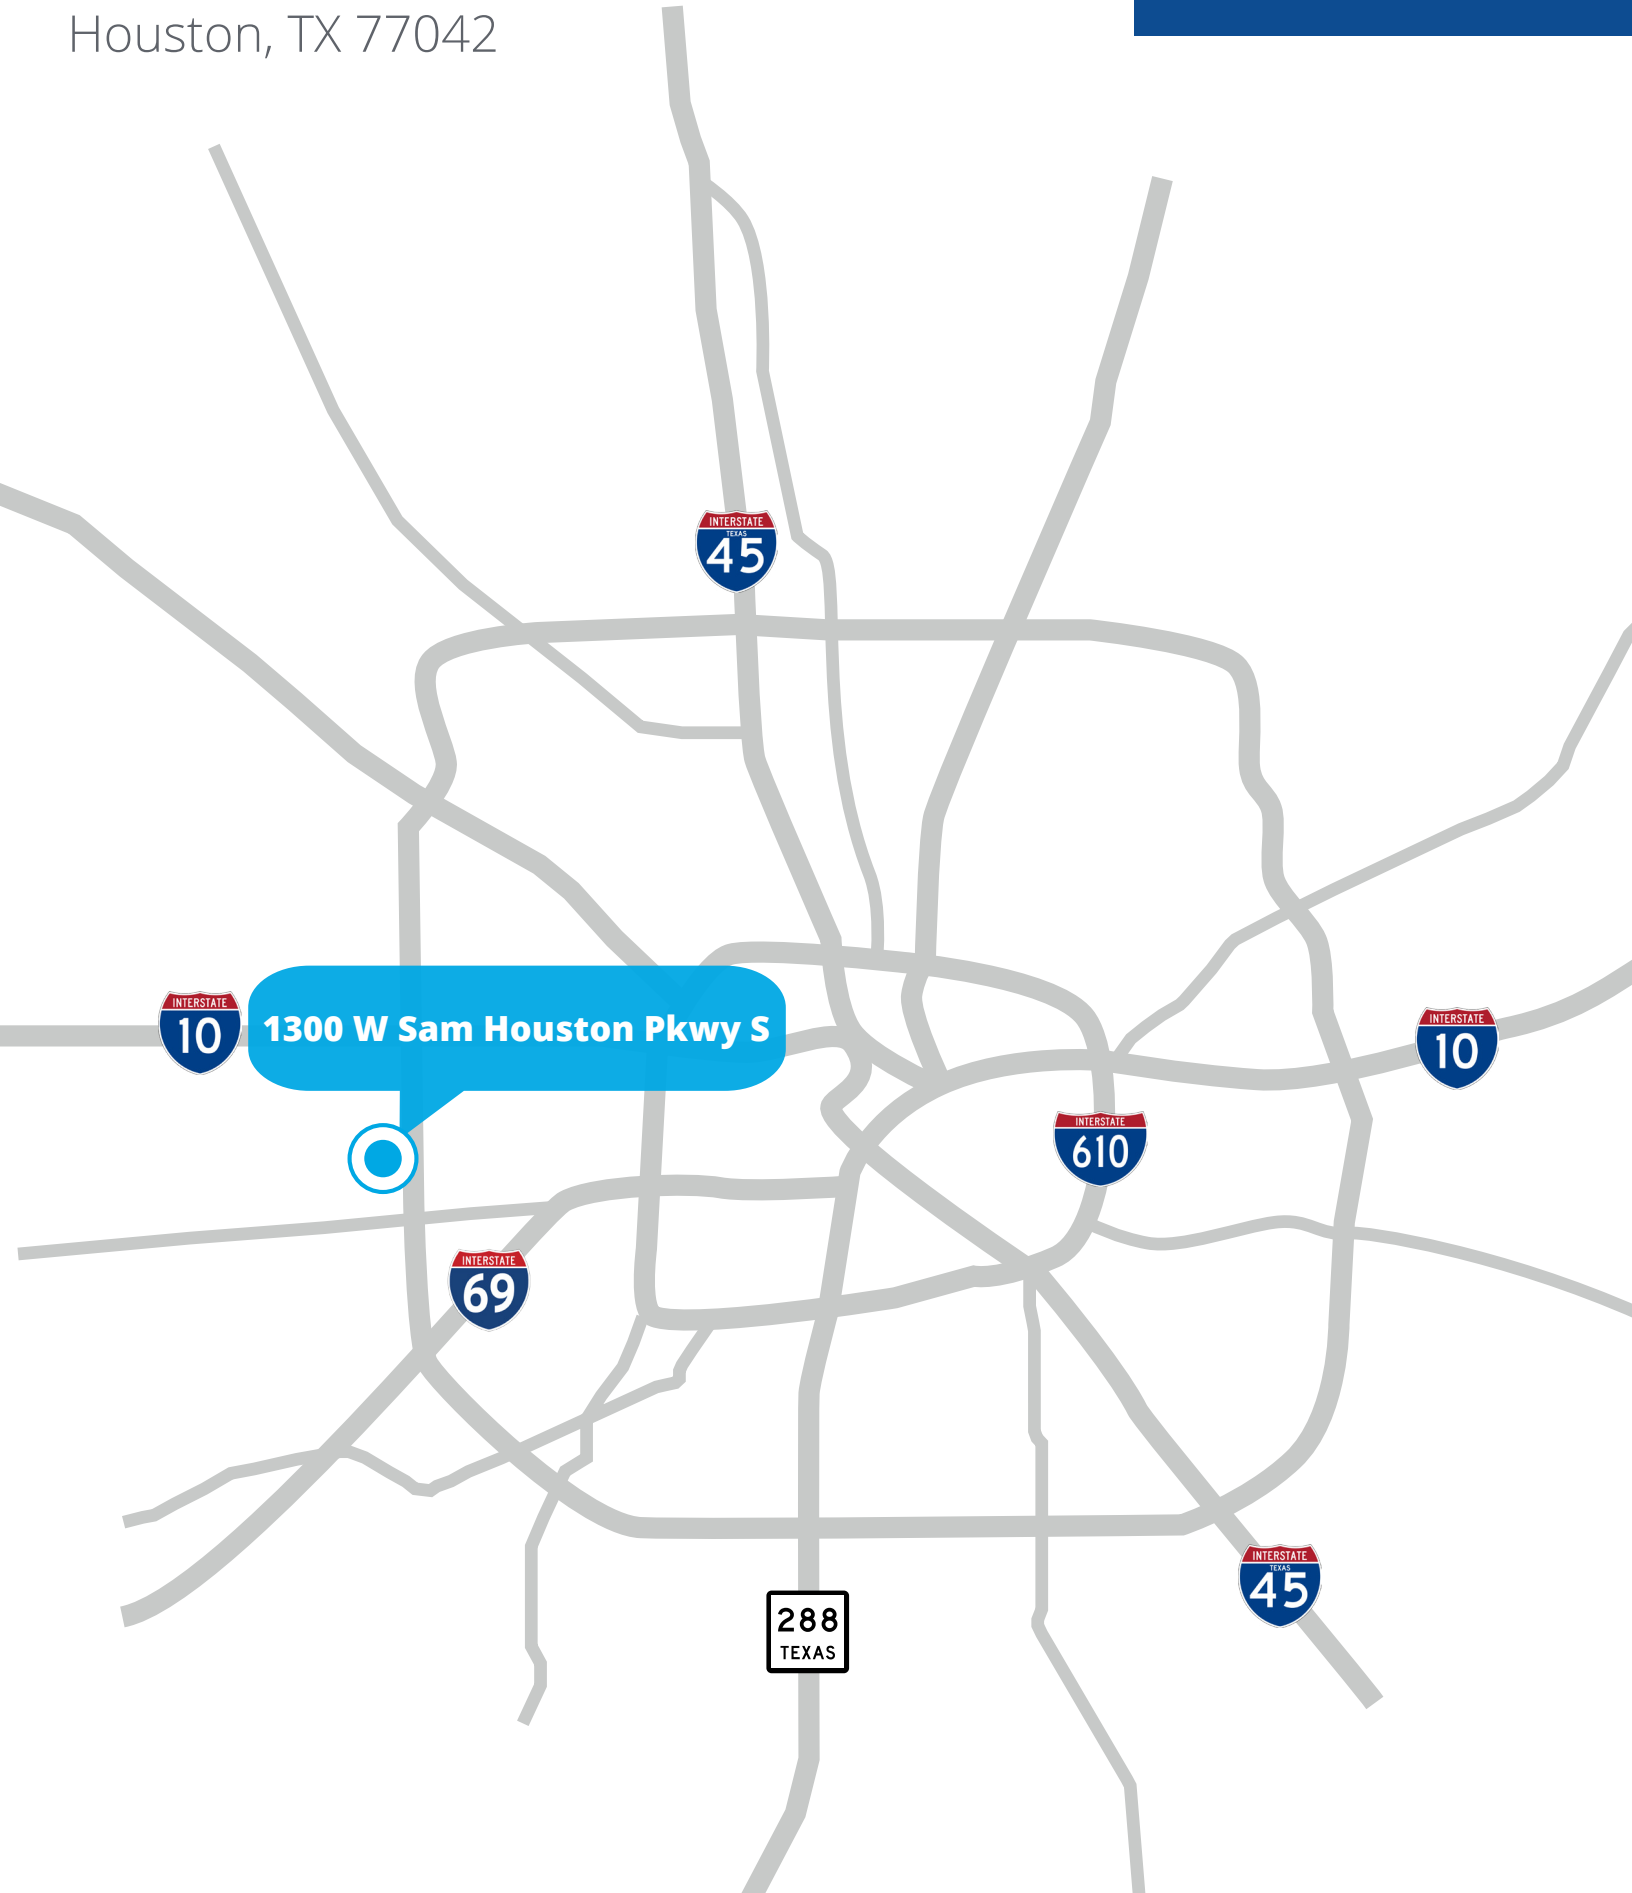 Houston, TX 77042
INTERSTATE
TEXAS
45
INTERSTATE
10
1300 W Sam Houston Pkwy S
INTERSTATE
10
INTERSTATE
610
INTERSTATE
69
INTERSTATE
TEXAS
45
288
TEXAS